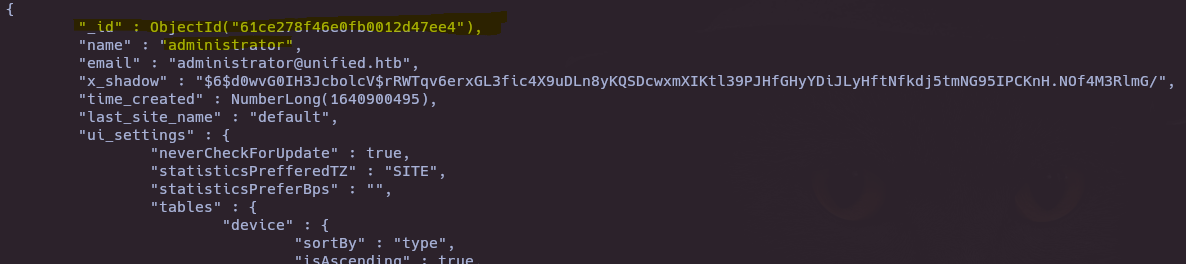 {
"_id" : ObjectId("61ce278f46e0fb0012d47ee4"),
"name" : "administrator",
"email" : "administrator@unified.htb",
"x_shadow" : "$6$d0wvG0IH3JcbolcV$rRWTqv6erxGL3fic4X9uDLn8yKQSDcwxmXIKtl39PJHfGHyYDiJLyHftNfkdj5tmNG95IPCKnH.NOf4M3RlmG/",
"time_created" : NumberLong(1640900495),
"last_site_name" : "default",
"ui_settings" : {
"neverCheckForUpdate" : true,
"statisticsPrefferedTZ" : "SITE",
"statisticsPreferBps" : "",
"tables" : {
"device" : {
"sortBy" : "type",
"isAscending" : true